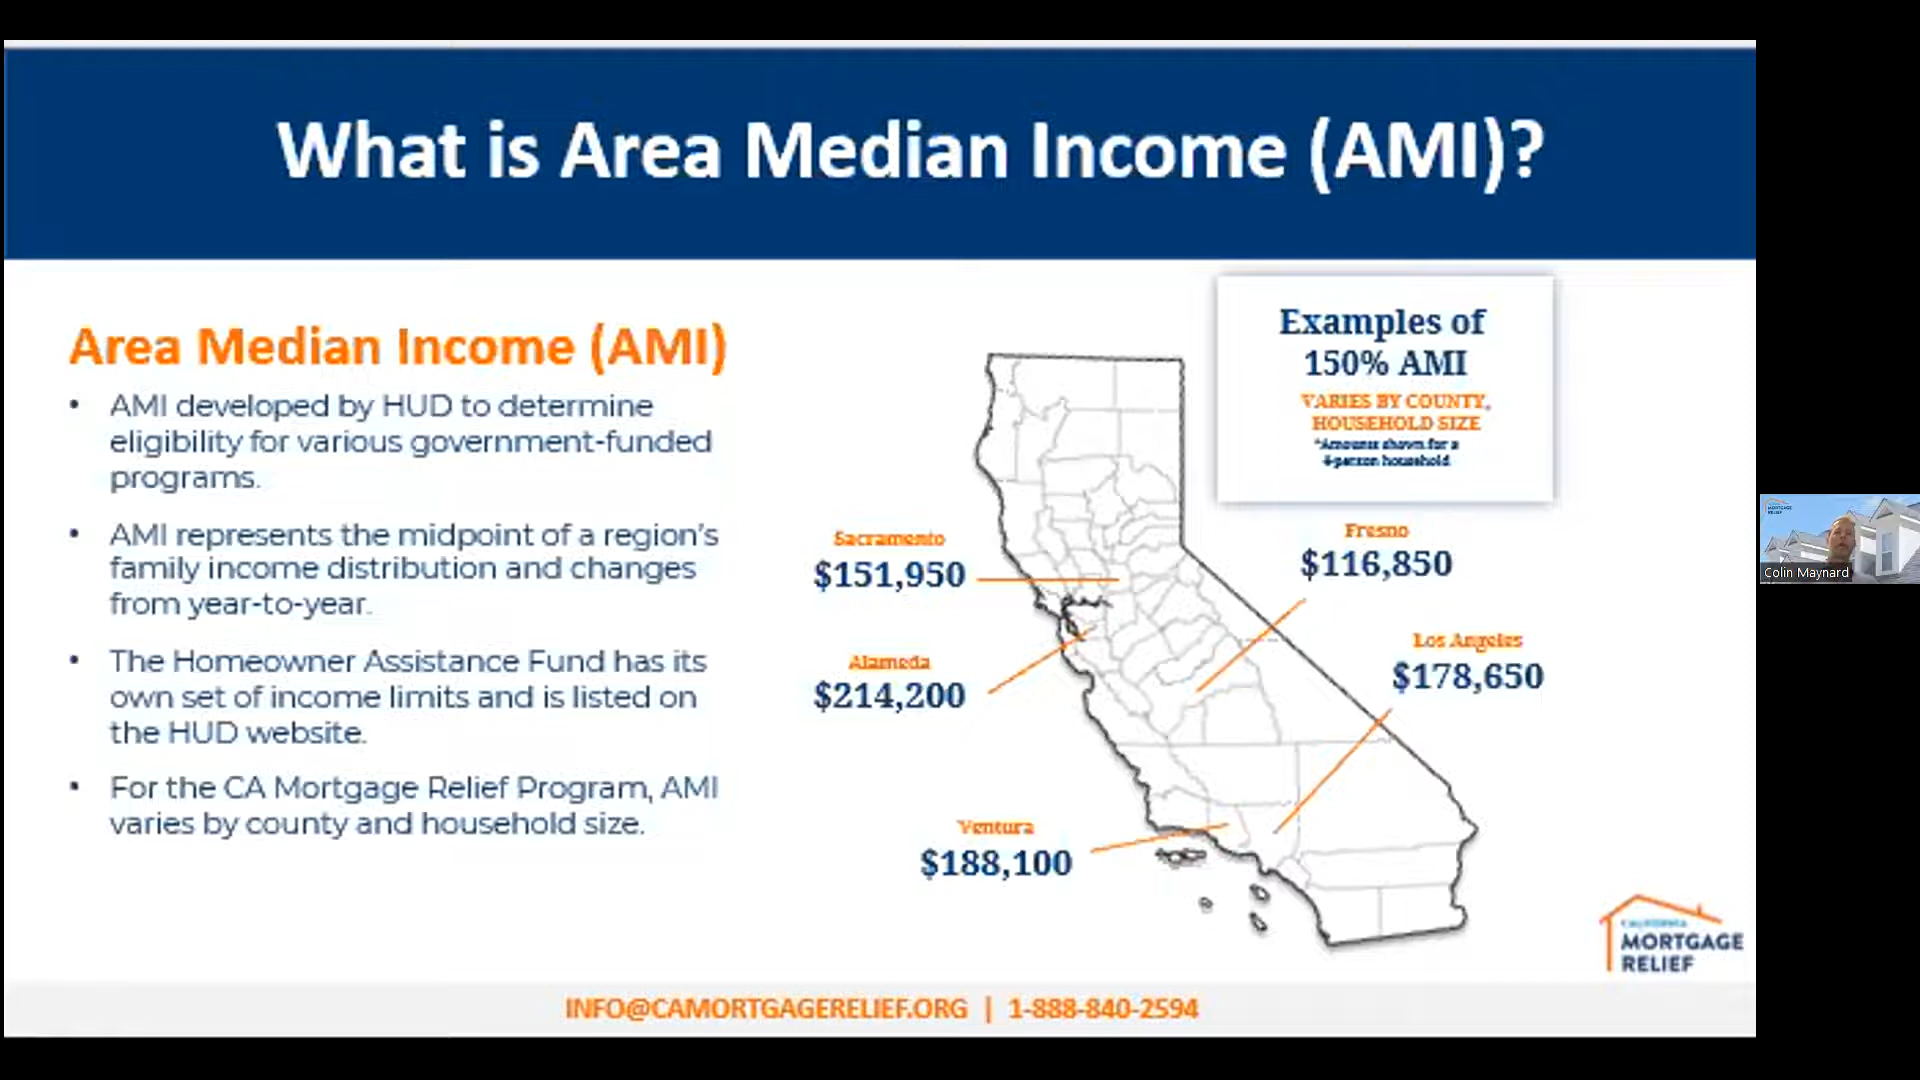 What is Area Median Income (AMI)?
Area Median Income (AMI)
• AMI developed by HUD to determine
eligibility for various government-funded
programs.
• AMI represents the midpoint of a region's
family income distribution and changes
from year-to-year.
• The Homeowner Assistance Fund has its
own set of income limits and is listed on
the HUD website.
• For the CA Mortgage Relief Program, AMI
varies by county and household size.
Examples of
150% AMI
VARIES BY COUNTY,
HOUSEHOLD SIZE
*Amounts shown for a
4-person household
Sacramento
$151,950
Fresno
$116,850
Alameda
$214,200
Los Angeles
$178,650
Ventura
$188,100
CALIFORNIA
MORTGAGE
RELIEF
INFO@CAMORTGAGERELIEF.ORG | 1-888-840-2594
MORTGAGE
RELIEF
Colin Maynard